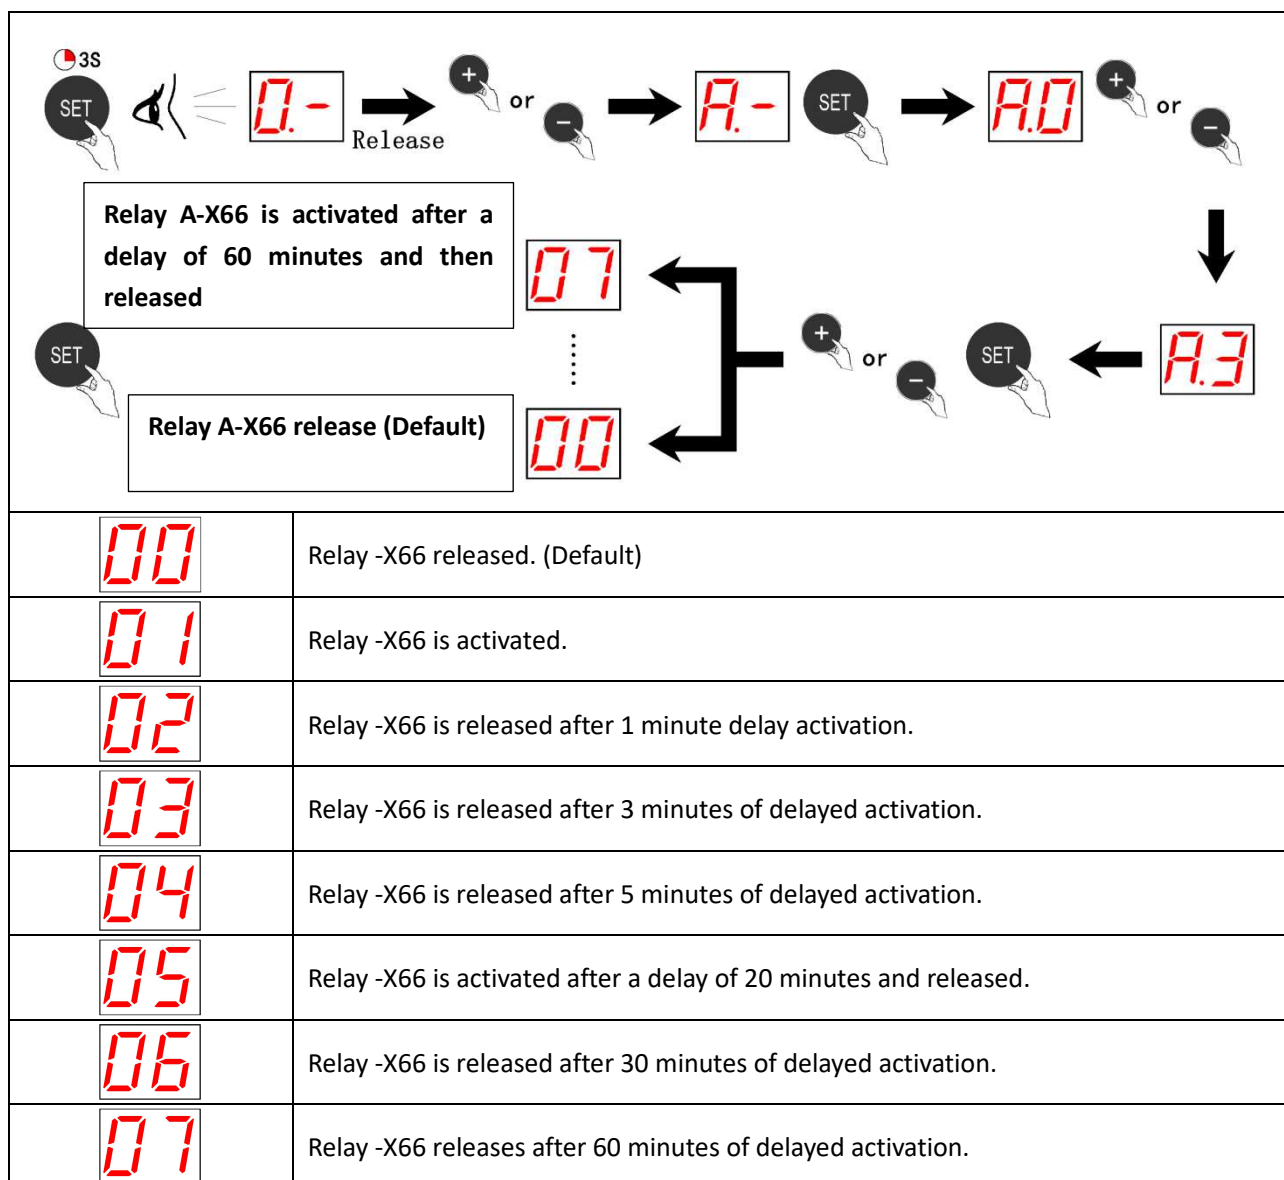 3S
SET
0.-
Release
+
or
-
A.-
SET
A.0
+
or
-
Relay A-X66 is activated after a
delay of 60 minutes and then
released
07
SET
+
or
-
SET
A.3
Relay A-X66 release (Default)
00
00 Relay -X66 released. (Default)
01 Relay -X66 is activated.
02 Relay -X66 is released after 1 minute delay activation.
03 Relay -X66 is released after 3 minutes of delayed activation.
04 Relay -X66 is released after 5 minutes of delayed activation.
05 Relay -X66 is activated after a delay of 20 minutes and released.
06 Relay -X66 is released after 30 minutes of delayed activation.
07 Relay -X66 releases after 60 minutes of delayed activation.